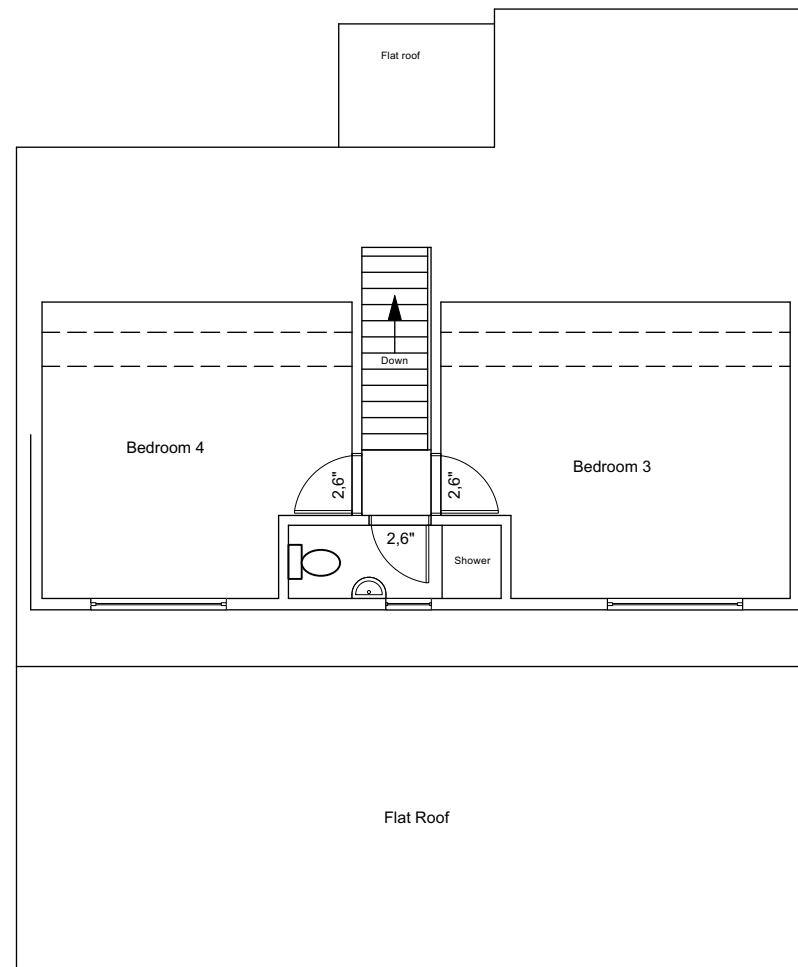 Flat roof
Down
Bedroom 4
Bedroom 3
2,6"
2,6"
2,6"
Shower
Flat Roof